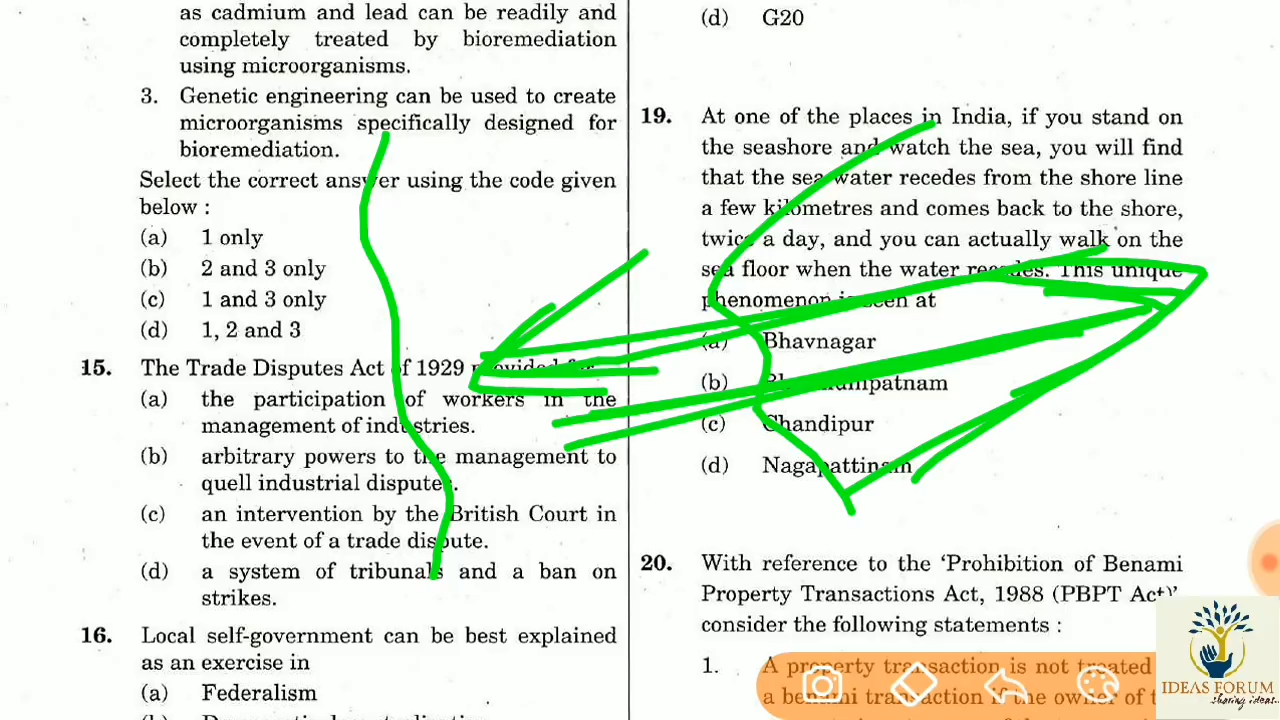 as cadmium and lead can be readily and
completely treated by bioremediation
using microorganisms.
3. Genetic engineering can be used to create
microorganisms specifically designed for
bioremediation.
Select the correct answer using the code given
below :
(a) 1 only
(b) 2 and 3 only
(c) 1 and 3 only
(d) 1, 2 and 3
15. The Trade Disputes Act of 1929 provided for
(a) the participation of workers in the
management of industries.
(b) arbitrary powers to the management to
quell industrial disputes.
(c) an intervention by the British Court in
the event of a trade dispute.
(d) a system of tribunals and a ban on
strikes.
16. Local self-government can be best explained
as an exercise in
(a) Federalism
(d) G20
19. At one of the places in India, if you stand on
the seashore and watch the sea, you will find
that the sea water recedes from the shore line
a few kilometres and comes back to the shore,
twice a day, and you can actually walk on the
sea floor when the water recedes. This unique
phenomenon is seen at
(a) Bhavnagar
(b)
(c) Chandipur
(d) Nagapattinam
20. With reference to the 'Prohibition of Benami
Property Transactions Act, 1988 (PBPT Act)',
consider the following statements :
1. A property transaction is not treated
a benami transaction if the owner of
IDEAS FORUM
sharing ideas